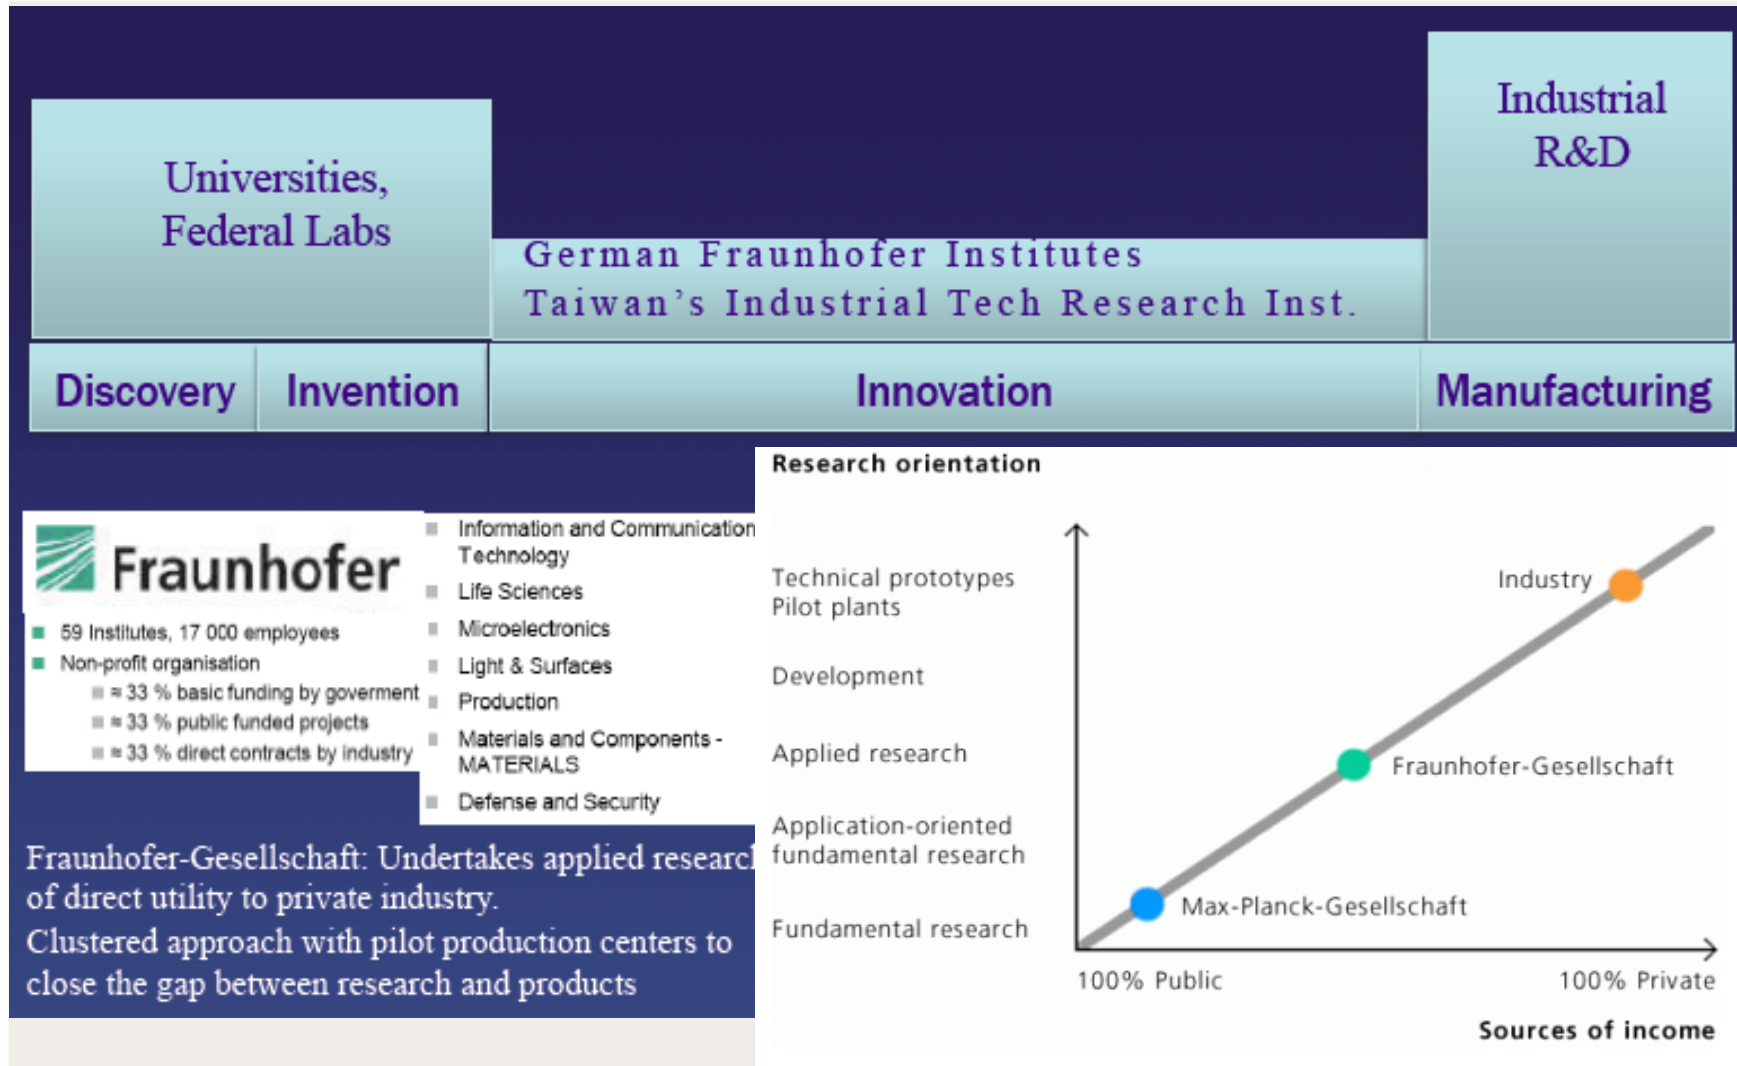 Universities,
Federal Labs
Industrial
R&D
German Fraunhofer Institutes
Taiwan's Industrial Tech Research Inst.
Discovery
Invention
Innovation
Manufacturing
Fraunhofer
59 Institutes, 17 000 employees
Non-profit organisation
≈ 33 % basic funding by goverment
≈ 33 % public funded projects
≈ 33 % direct contracts by industry
Information and Communication
Technology
Life Sciences
Microelectronics
Light & Surfaces
Production
Materials and Components -
MATERIALS
Defense and Security
Fraunhofer-Gesellschaft: Undertakes applied research
of direct utility to private industry.
Clustered approach with pilot production centers to
close the gap between research and products
Research orientation
Technical prototypes
Pilot plants
Development
Applied research
Application-oriented
fundamental research
Fundamental research
Industry
Fraunhofer-Gesellschaft
Max-Planck-Gesellschaft
100% Public
100% Private
Sources of income